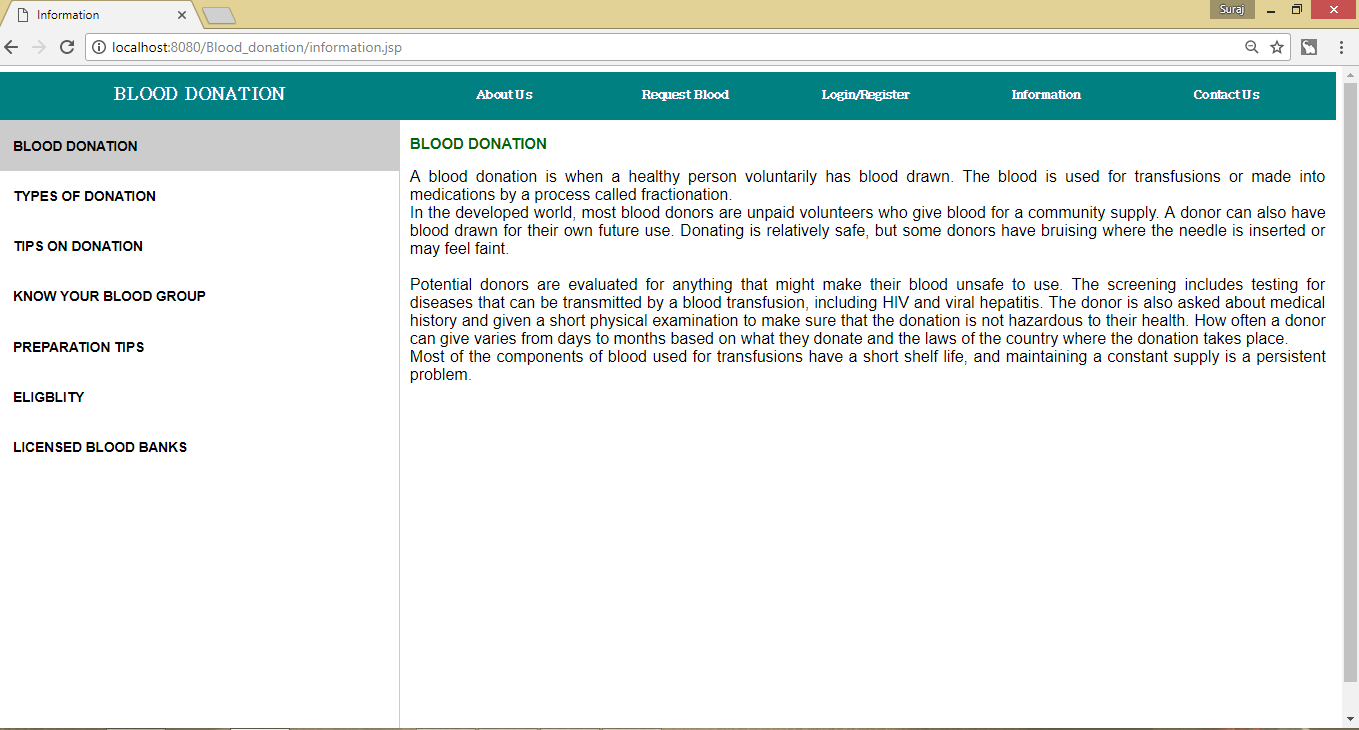 Information
Suraj
localhost:8080/Blood_donation/information.jsp
BLOOD DONATION
About Us
Request Blood
Login/Register
Information
Contact Us
BLOOD DONATION
TYPES OF DONATION
TIPS ON DONATION
KNOW YOUR BLOOD GROUP
PREPARATION TIPS
ELIGBLITY
LICENSED BLOOD BANKS
BLOOD DONATION
A blood donation is when a healthy person voluntarily has blood drawn. The blood is used for transfusions or made into
medications by a process called fractionation.
In the developed world, most blood donors are unpaid volunteers who give blood for a community supply. A donor can also have
blood drawn for their own future use. Donating is relatively safe, but some donors have bruising where the needle is inserted or
may feel faint.
Potential donors are evaluated for anything that might make their blood unsafe to use. The screening includes testing for
diseases that can be transmitted by a blood transfusion, including HIV and viral hepatitis. The donor is also asked about medical
history and given a short physical examination to make sure that the donation is not hazardous to their health. How often a donor
can give varies from days to months based on what they donate and the laws of the country where the donation takes place.
Most of the components of blood used for transfusions have a short shelf life, and maintaining a constant supply is a persistent
problem.